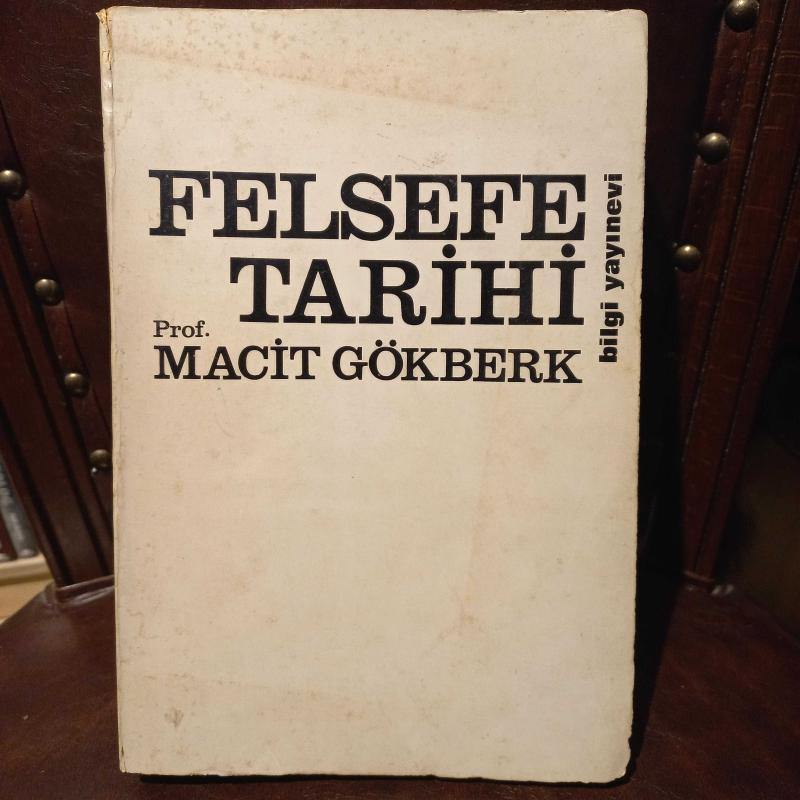 FELSEFE
TARİHİ
Prof.
MACİT GÖKBERK
bilgi yayınevi